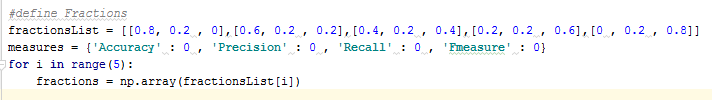 #define Fractions
fractionsList = [[0.8, 0.2 , 0],[0.6, 0.2 , 0.2],[0.4, 0.2 , 0.4],[0.2, 0.2 , 0.6],[0 , 0.2 , 0.8]]
measures = {'Accuracy' : 0 , 'Precision' : 0 , 'Recall' : 0 , 'Fmeasure' : 0}
for i in range(5):
    fractions = np.array(fractionsList[i])